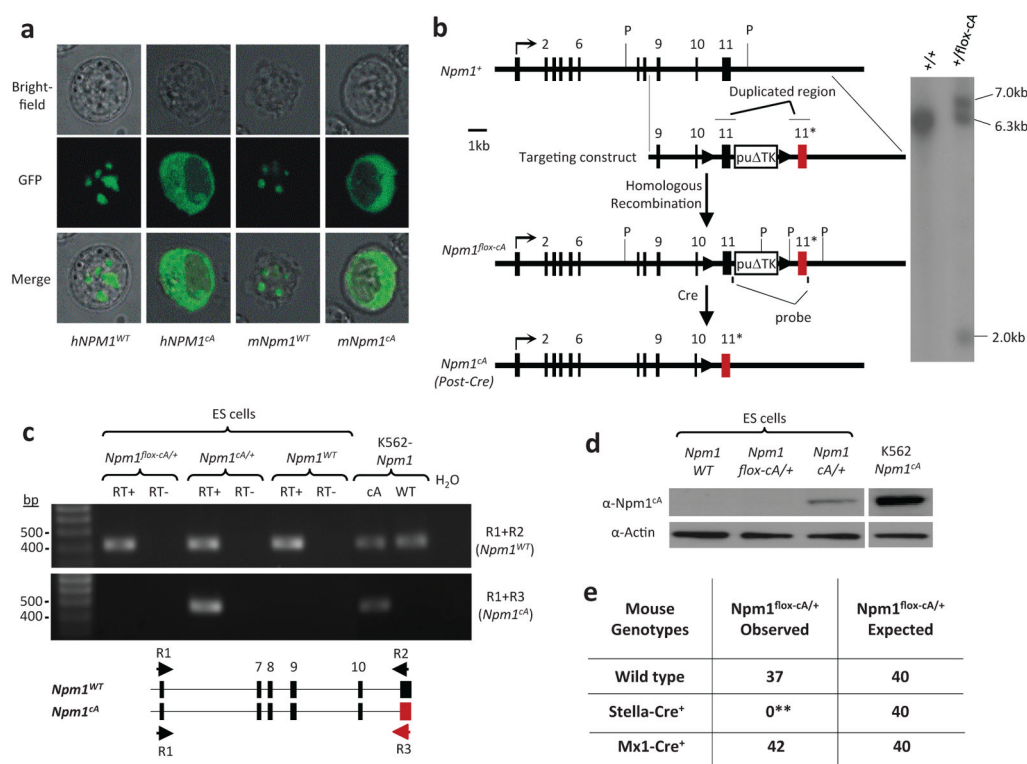 a
Bright-
field
GFP
Merge
hNPM1WT
hNPM1cA
mNpm1WT
mNpm1cA
b
Npm1+
2
6
P
9
10
11
P
1kb
Duplicated region
9
10
11
11*
puΔTK
Targeting construct
Homologous
Recombination
Npm1flox-cA
2
6
P
9
10
11
P
P
11*
P
puΔTK
Cre
probe
Npm1cA
(Post-Cre)
2
6
9
10
11*
+/+
+/flox-cA
7.0kb
6.3kb
2.0kb
c
ES cells
Npm1flox-cA/+
Npm1cA/+
Npm1WT
K562-
Npm1
H2O
RT+ RT- RT+ RT- RT+ RT- cA WT
bp
500
400
R1+R2
(Npm1WT)
500
400
R1+R3
(Npm1cA)
R1
7 8 9 10
R2
Npm1WT
Npm1cA
R1
R3
d
ES cells
Npm1
WT
Npm1
flox-cA/+
Npm1
cA/+
K562
Npm1cA
α-Npm1cA
α-Actin
e
Mouse
Genotypes
Npm1flox-cA/+
Observed
Npm1flox-cA/+
Expected
Wild type 37 40
Stella-Cre+ 0** 40
Mx1-Cre+ 42 40